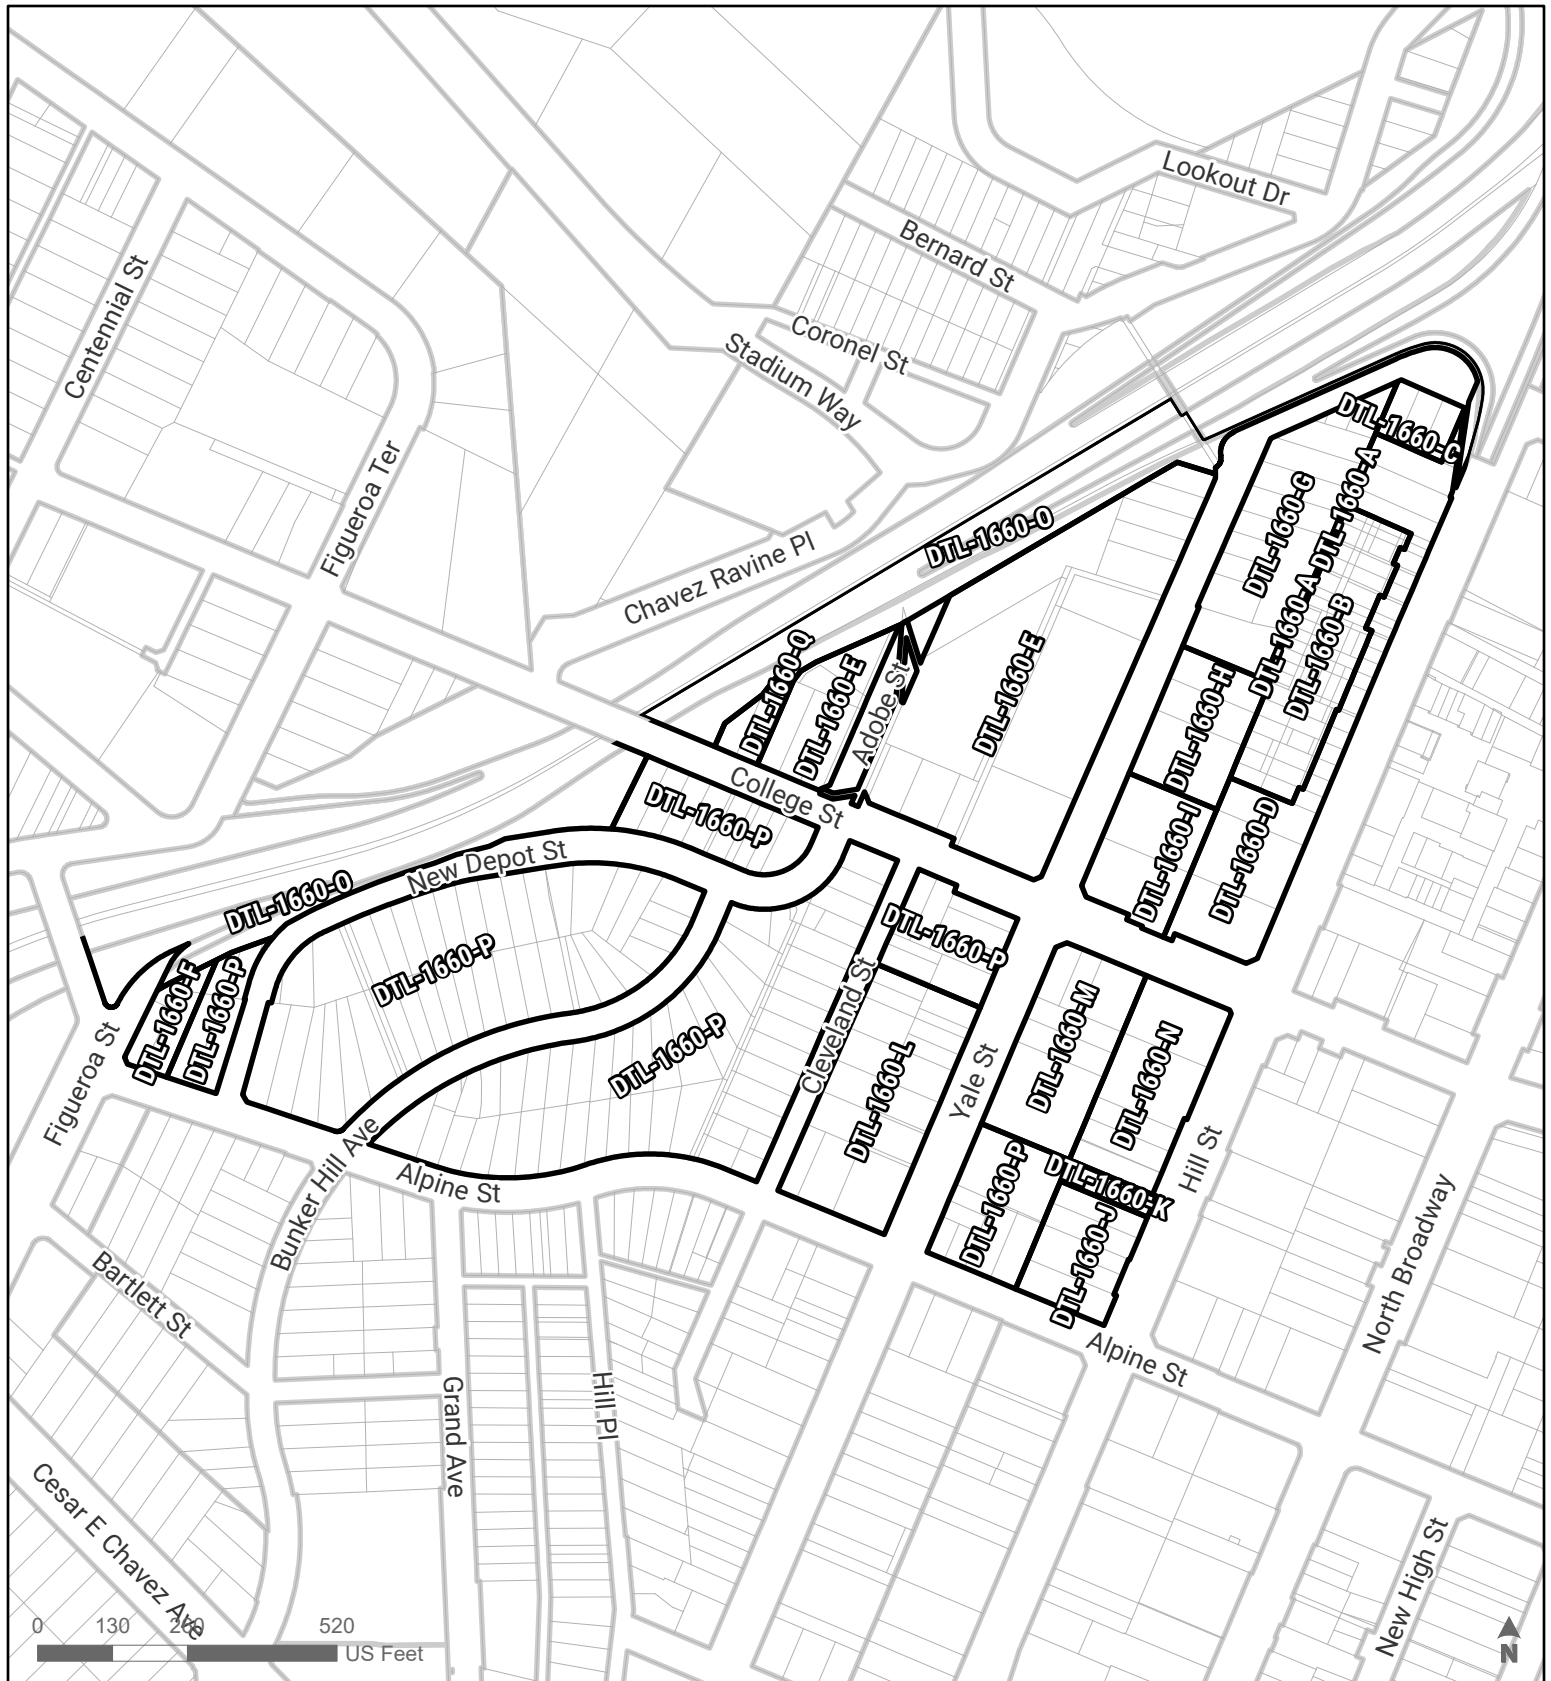 Lookout Dr
Bernard St
Centennial St
Coronel St
Stadium Way
DTL-1660-C
Figueroa Ter
DTL-1660-A
DTL-1660-G
DTL-1660-O
Chavez Ravine Pl
DTL-1660-A
DTL-1660-B
DTL-1660-Q
DTL-1660-E
Adobe St
DTL-1660-E
DTL-1660-H
College St
DTL-1660-P
DTL-1660-I
DTL-1660-D
New Depot St
DTL-1660-O
DTL-1660-P
DTL-1660-P
DTL-1660-F
DTL-1660-P
Cleveland St
DTL-1660-M
DTL-1660-N
Figueroa St
DTL-1660-P
DTL-1660-L
Yale St
Bunker Hill Ave
Alpine St
DTL-1660-P
DTL-1660-K
Hill St
DTL-1660-J
Bartlett St
North Broadway
Alpine St
Grand Ave
Hill Pl
Cesar E Chavez Ave
New High St
0 130 260 520
US Feet
N